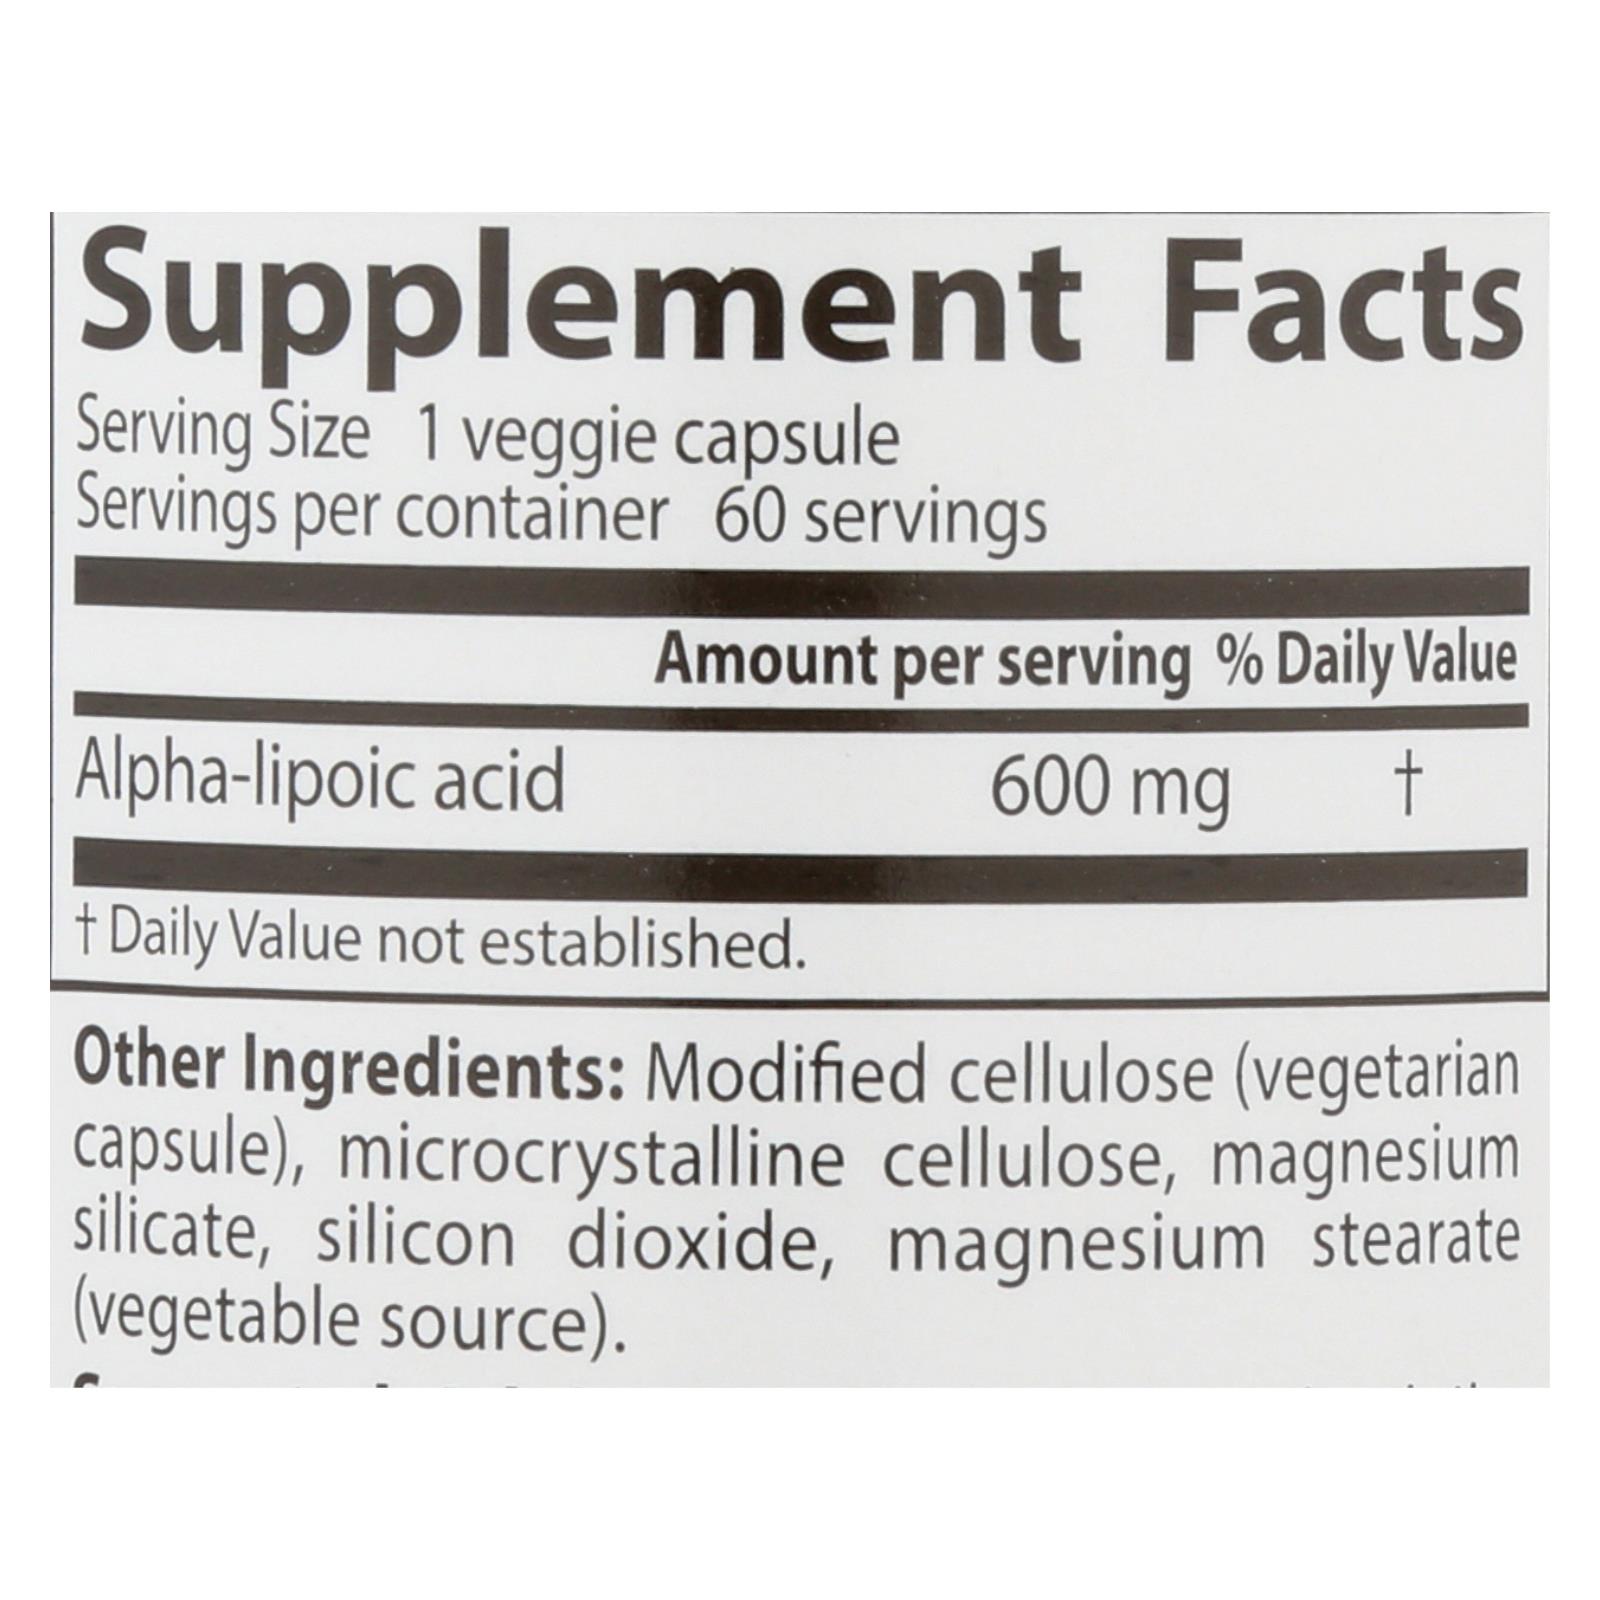 Supplement Facts
Serving Size 1 veggie capsule
Servings per container 60 servings
Amount per serving % Daily Value
Alpha-lipoic acid 600 mg †
† Daily Value not established.
Other Ingredients: Modified cellulose (vegetarian
capsule), microcrystalline cellulose, magnesium
silicate, silicon dioxide, magnesium stearate
(vegetable source).